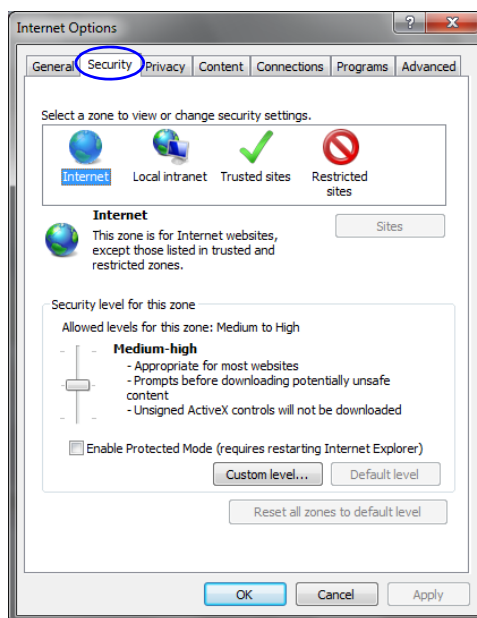 Internet Options
General Security Privacy Content Connections Programs Advanced
Select a zone to view or change security settings.
Internet Local intranet Trusted sites Restricted
sites
Internet
Sites
This zone is for Internet websites,
except those listed in trusted and
restricted zones.
Security level for this zone
Allowed levels for this zone: Medium to High
Medium-high
- Appropriate for most websites
- Prompts before downloading potentially unsafe
content
- Unsigned ActiveX controls will not be downloaded
Enable Protected Mode (requires restarting Internet Explorer)
Custom level... Default level
Reset all zones to default level
OK Cancel Apply